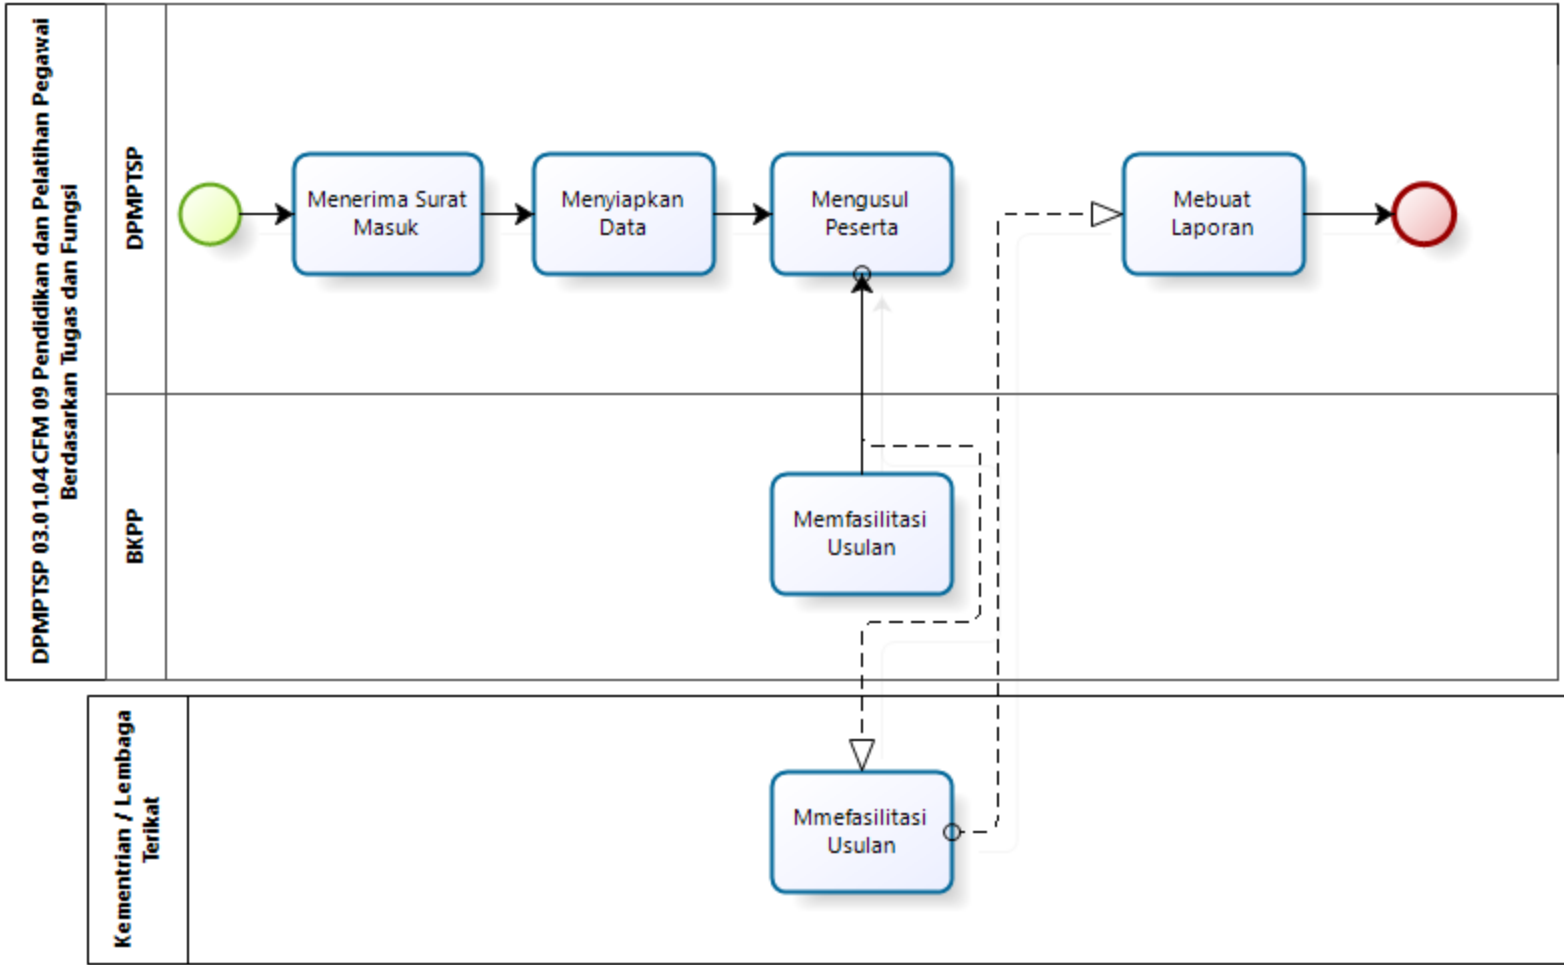 DPMPTSP 03.01.04 CFM 09 Pendidikan dan Pelatihan Pegawai
Berdasarkan Tugas dan Fungsi
DPMPTSP
Menerima Surat
Masuk
Menyiapkan
Data
Mengusul
Peserta
Mebuat
Laporan
BKPP
Memfasilitasi
Usulan
Kementrian / Lembaga
Terikat
Mmefasilitasi
Usulan